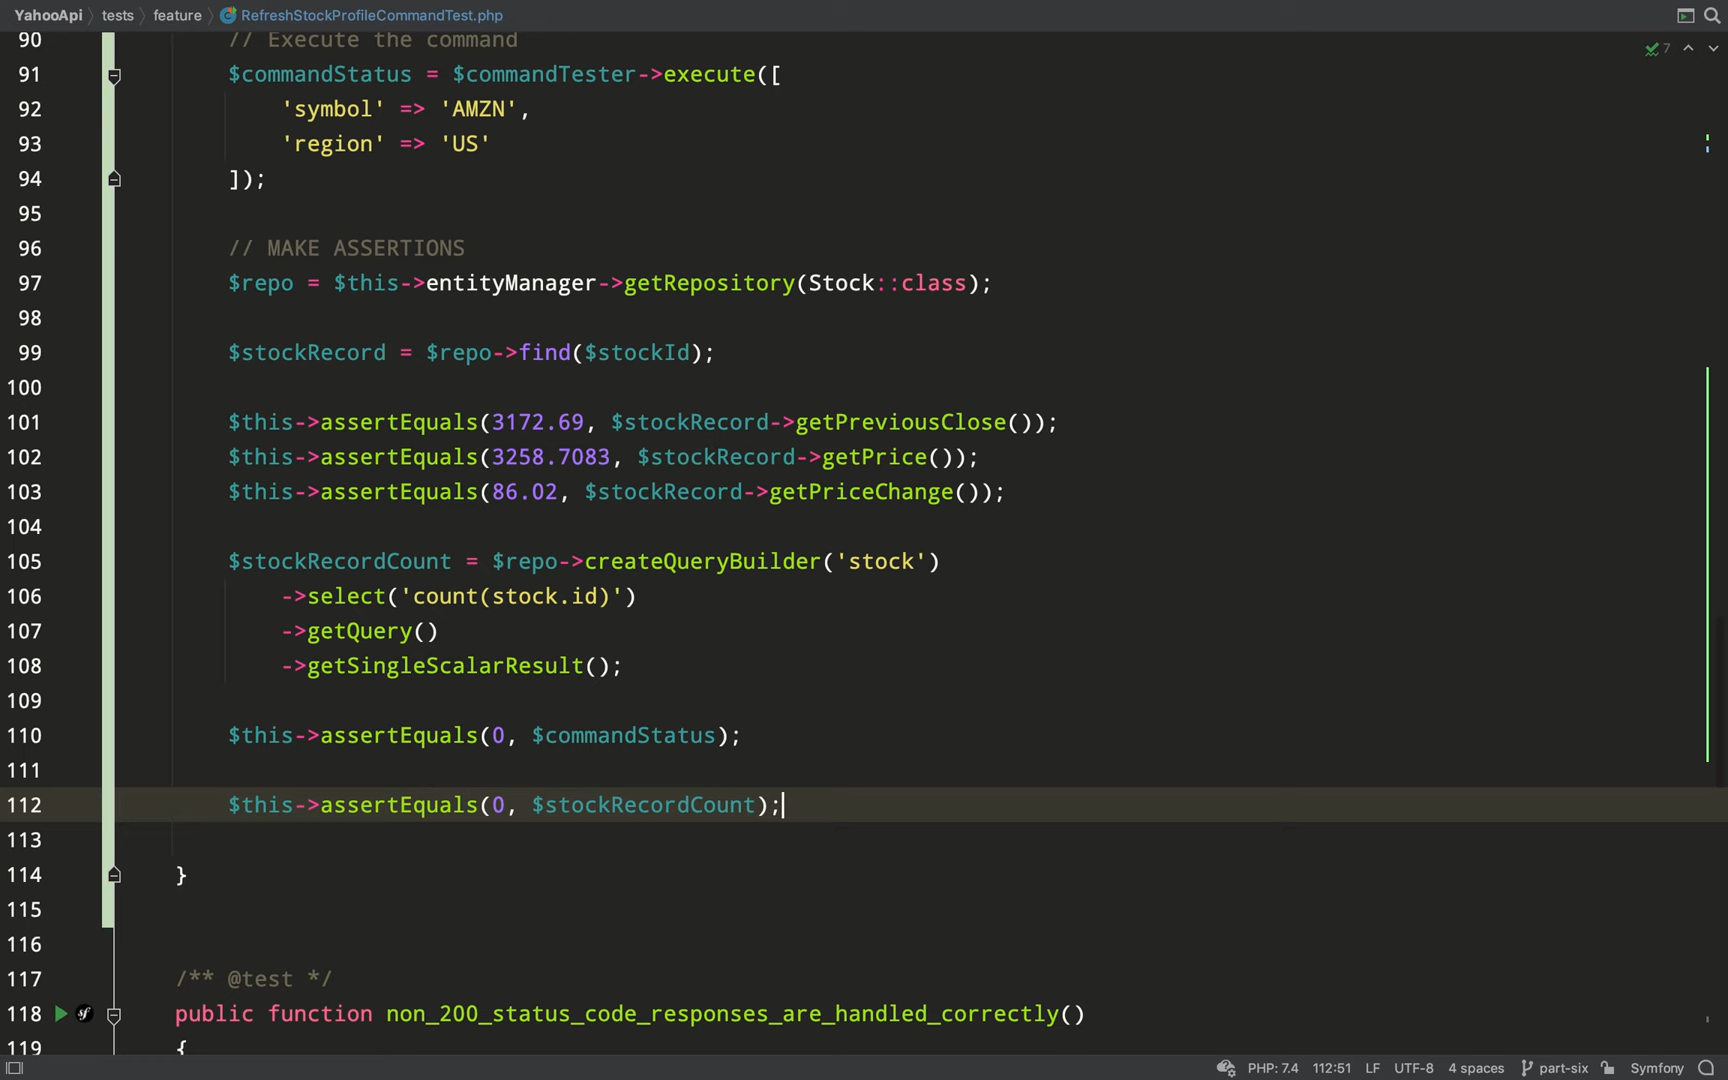 YahooApi tests feature RefreshStockProfileCommandTest.php
90 // Execute the command
7
91 $commandStatus = $commandTester->execute([
92 'symbol' => 'AMZN',
93 'region' => 'US'
94 ]);
95
96 // MAKE ASSERTIONS
97 $repo = $this->entityManager->getRepository(Stock::class);
98
99 $stockRecord = $repo->find($stockId);
100
101 $this->assertEquals(3172.69, $stockRecord->getPreviousClose());
102 $this->assertEquals(3258.7083, $stockRecord->getPrice());
103 $this->assertEquals(86.02, $stockRecord->getPriceChange());
104
105 $stockRecordCount = $repo->createQueryBuilder('stock')
106 ->select('count(stock.id)')
107 ->getQuery()
108 ->getSingleScalarResult();
109
110 $this->assertEquals(0, $commandStatus);
111
112 $this->assertEquals(0, $stockRecordCount);
113
114 }
115
116
117 /** @test */
118 sf public function non_200_status_code_responses_are_handled_correctly()
119 {
PHP: 7.4 112:51 LF UTF-8 4 spaces part-six Symfony